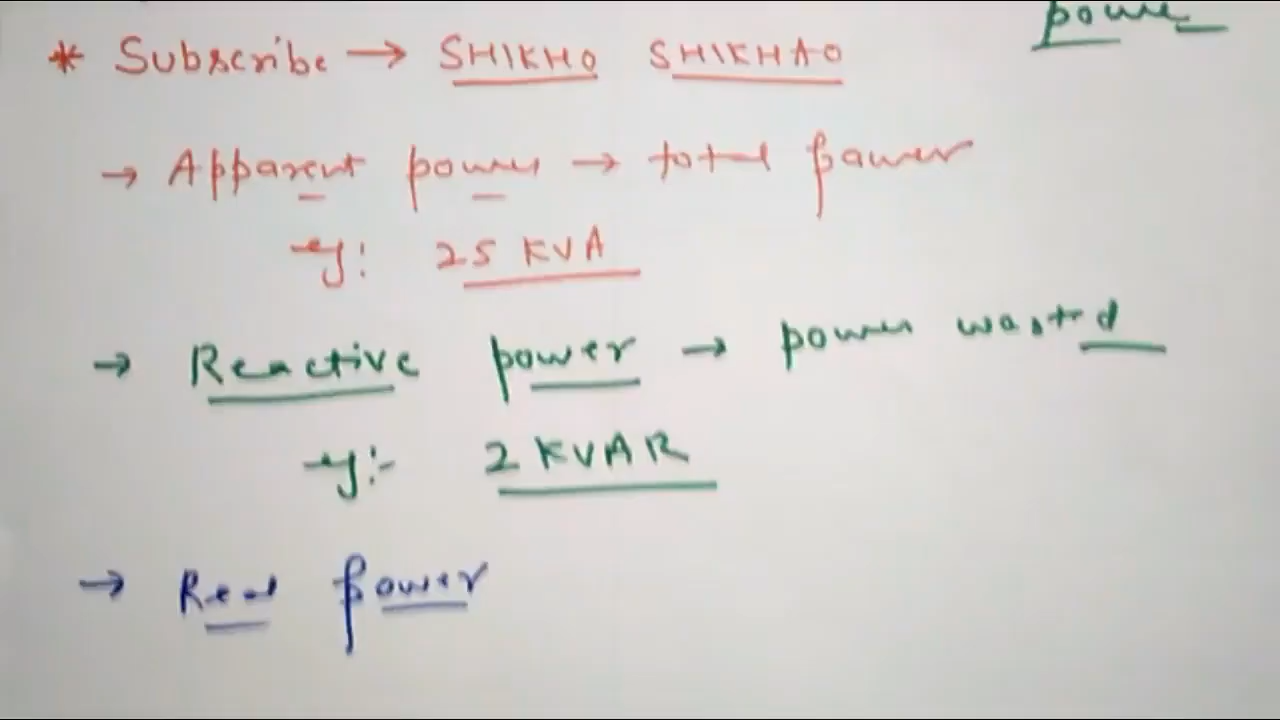 power
* Subscribe → SHIKHO SHIKHAO
→ Apparent power → total power
eg: 25 KVA
→ Reactive power → power wasted
eg:- 2 KVAR
→ Real power